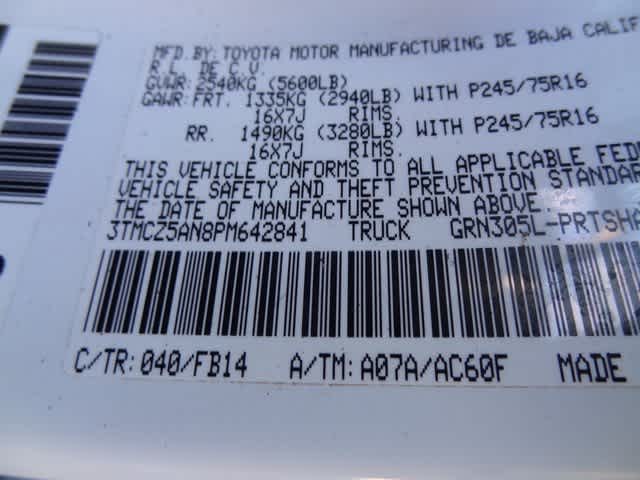 MFD.BY: TOYOTA MOTOR MANUFACTURING DE BAJA CALIF
R.L. DE C.V.
GVWR: 2540KG (5600LB)
GAWR: FRT. 1335KG (2940LB) WITH P245/75R16
16X7J RIMS.
RR. 1490KG (3280LB) WITH P245/75R16
16X7J RIMS.
THIS VEHICLE CONFORMS TO ALL APPLICABLE FEDE
VEHICLE SAFETY AND THEFT PREVENTION STANDAR
THE DATE OF MANUFACTURE SHOWN ABOVE.
3TMCZ5AN8PM642841 TRUCK GRN305L-PRTSHA
C/TR: 040/FB14 A/TM: A07A/AC60F MADE